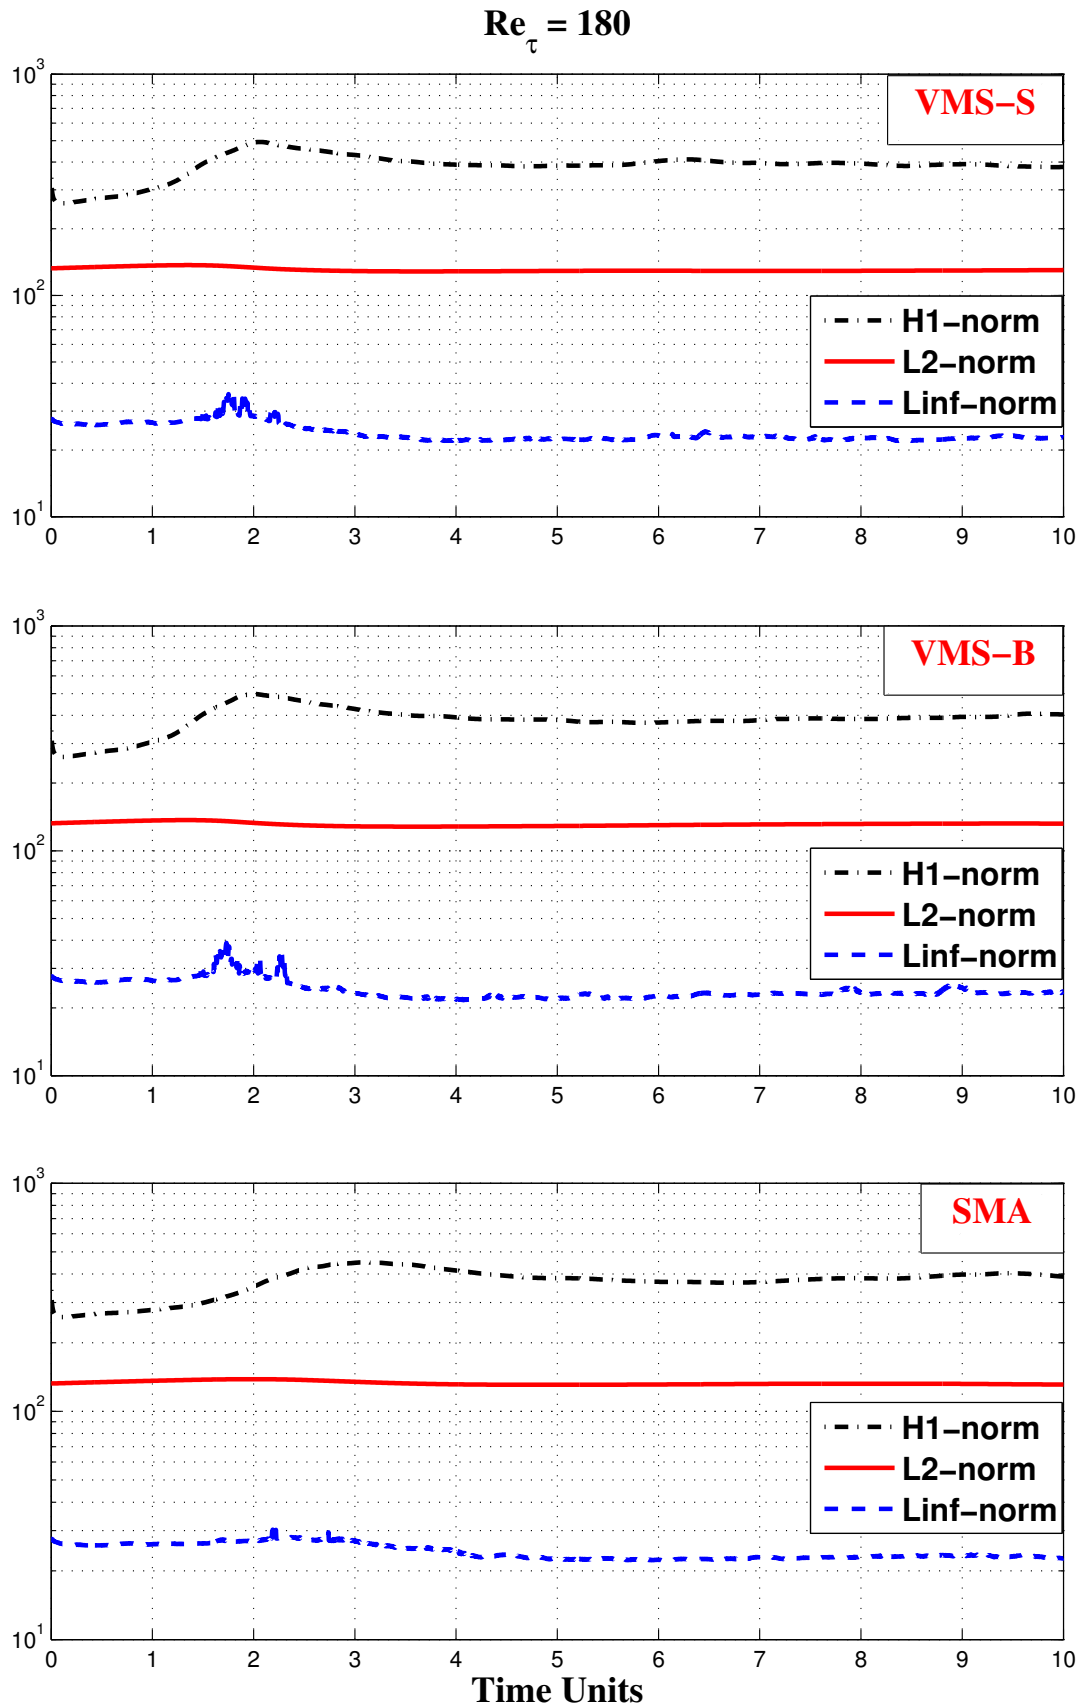 Re_τ = 180
10^3
VMS–S
10^2
H1–norm
L2–norm
Linf–norm
10^1
0 1 2 3 4 5 6 7 8 9 10
10^3
VMS–B
10^2
H1–norm
L2–norm
Linf–norm
10^1
0 1 2 3 4 5 6 7 8 9 10
10^3
SMA
10^2
H1–norm
L2–norm
Linf–norm
10^1
0 1 2 3 4 5 6 7 8 9 10
Time Units